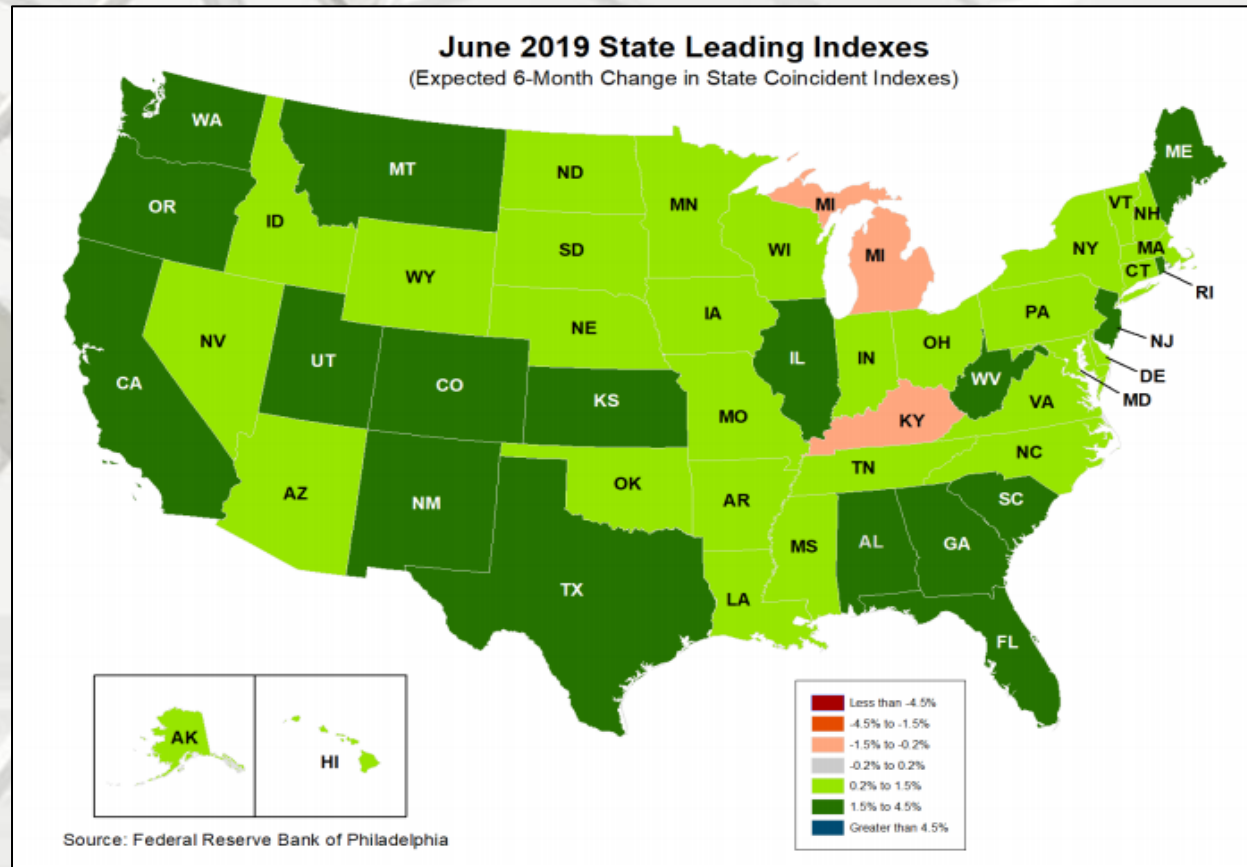 June 2019 State Leading Indexes
(Expected 6-Month Change in State Coincident Indexes)
WA
MT
ND
MN
ME
OR
ID
MI
VT
NH
SD
WI
MI
NY
MA
WY
CT
RI
IA
PA
NE
NV
OH
NJ
UT
IL
IN
CA
CO
WV
DE
KS
MD
MO
KY
VA
NC
TN
AZ
OK
NM
AR
SC
MS
AL
GA
TX
LA
FL
AK
HI
Less than -4.5%
-4.5% to -1.5%
-1.5% to -0.2%
-0.2% to 0.2%
0.2% to 1.5%
1.5% to 4.5%
Greater than 4.5%
Source: Federal Reserve Bank of Philadelphia